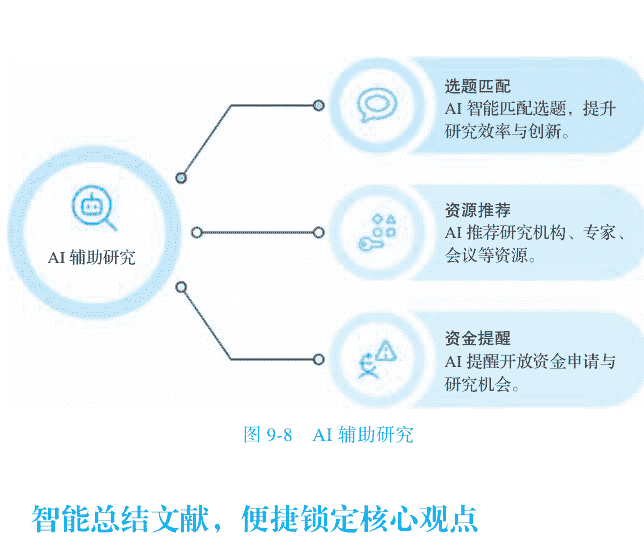 选题匹配
AI 智能匹配选题，提升
研究效率与创新。
AI 辅助研究
资源推荐
AI 推荐研究机构、专家、
会议等资源。
资金提醒
AI 提醒开放资金申请与
研究机会。
图 9-8 AI 辅助研究
智能总结文献，便捷锁定核心观点